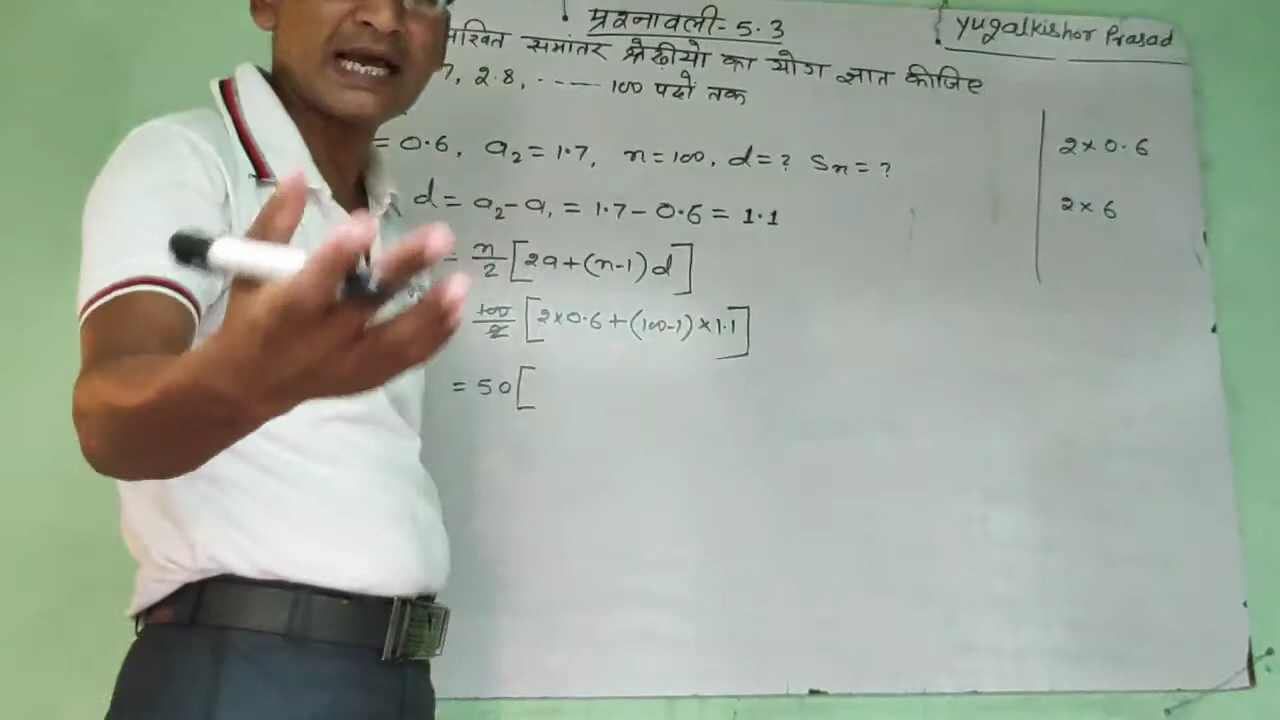 प्रश्नावली-5.3
yugalkishor Prasad
समांतर श्रेढ़ीयो का योग ज्ञात कीजिए
7, 2.8, ..---- 100 पदों तक
= 0.6, a₂ = 1.7, n = 100, d = ? Sn = ?
d = a₂-a₁ = 1.7-0.6 = 1.1
= n/2 [2a+(n-1)d]
100/2 [2×0.6+(100-1)×1.1]
= 50[
2×0.6
2×6